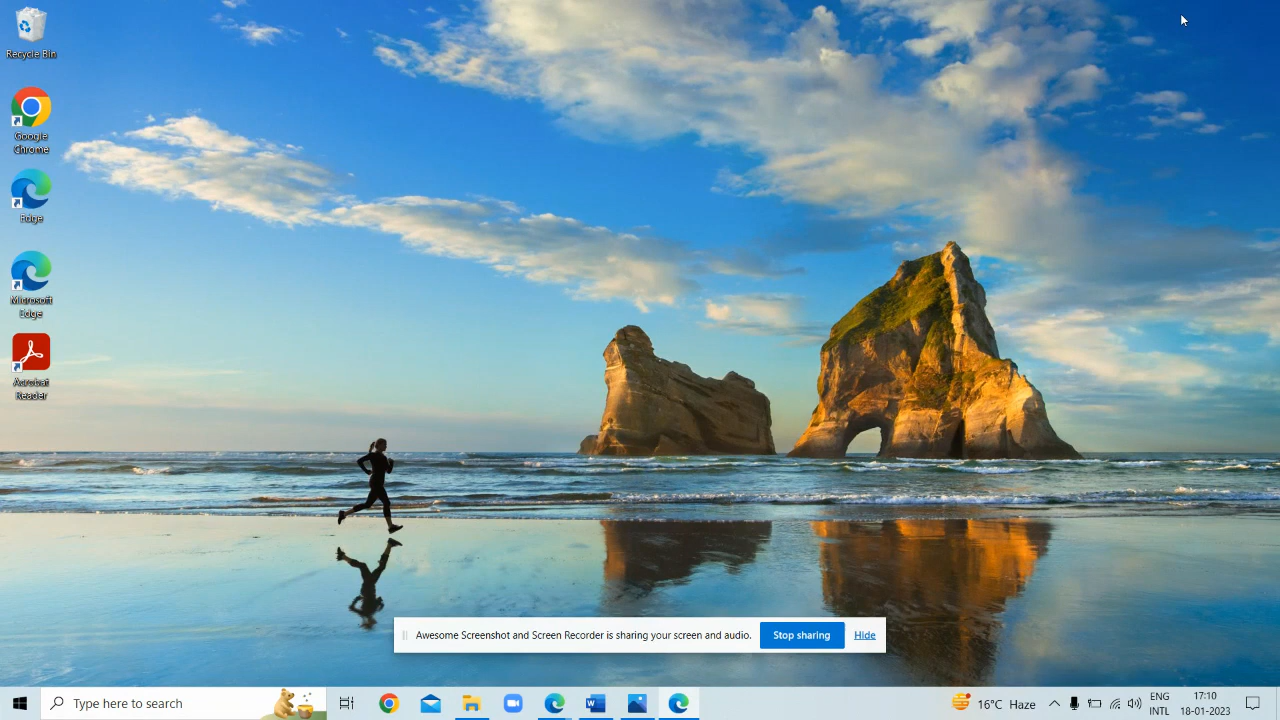 Recycle Bin
Google
Chrome
Edge
Microsoft
Edge
Acrobat
Reader
Awesome Screenshot and Screen Recorder is sharing your screen and audio.
Stop sharing
Hide
Type here to search
16°C Haze
ENG
INTL
17:10
18-01-2023